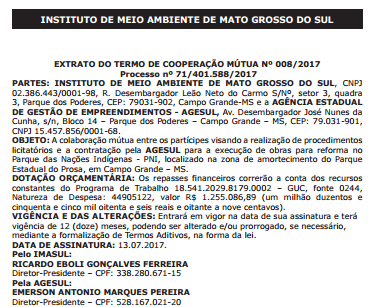 INSTITUTO DE MEIO AMBIENTE DE MATO GROSSO DO SUL
EXTRATO DO TERMO DE COOPERAÇÃO MÚTUA Nº 008/2017
Processo nº 71/401.588/2017
PARTES: INSTITUTO DE MEIO AMBIENTE DE MATO GROSSO DO SUL, CNPJ
02.386.443/0001-98, R. Desembargador Leão Neto do Carmo S/Nº, setor 3, quadra
3, Parque dos Poderes, CEP: 79031-902, Campo Grande-MS e a AGÊNCIA ESTADUAL
DE GESTÃO DE EMPREENDIMENTOS - AGESUL, Av. Desembargador José Nunes da
Cunha, s/n, Bloco 14 – Parque dos Poderes – Campo Grande – MS, CEP: 79.031-901,
CNPJ 15.457.856/0001-68.
OBJETO: A colaboração mútua entre os partícipes visando a realização de procedimentos
licitatórios e a contratação pela AGESUL para a execução de obras para reforma no
Parque das Nações Indígenas - PNI, localizado na zona de amortecimento do Parque
Estadual do Prosa, em Campo Grande – MS.
DOTAÇÃO ORÇAMENTÁRIA: Os repasses financeiros correrão a conta dos recursos
constantes do Programa de Trabalho 18.541.2029.8179.0002 – GUC, fonte 0244,
Natureza de Despesa: 44905122, valor R$ 1.255.086,89 (um milhão duzentos e
cinquenta e cinco mil oitenta e seis reais e oitante a nove centavos).
VIGÊNCIA E DAS ALTERAÇÕES: Entrará em vigor na data de sua assinatura e terá
vigência de 12 (doze) meses, podendo ser alterado e/ou prorrogado, se necessário,
mediante a formalização de Termos Aditivos, na forma da lei.
DATA DE ASSINATURA: 13.07.2017.
Pelo IMASUL:
RICARDO EBOLI GONÇALVES FERREIRA
Diretor-Presidente – CPF: 338.280.671-15
Pela AGESUL:
EMERSON ANTONIO MARQUES PEREIRA
Diretor-Presidente – CPF: 528.167.021-20